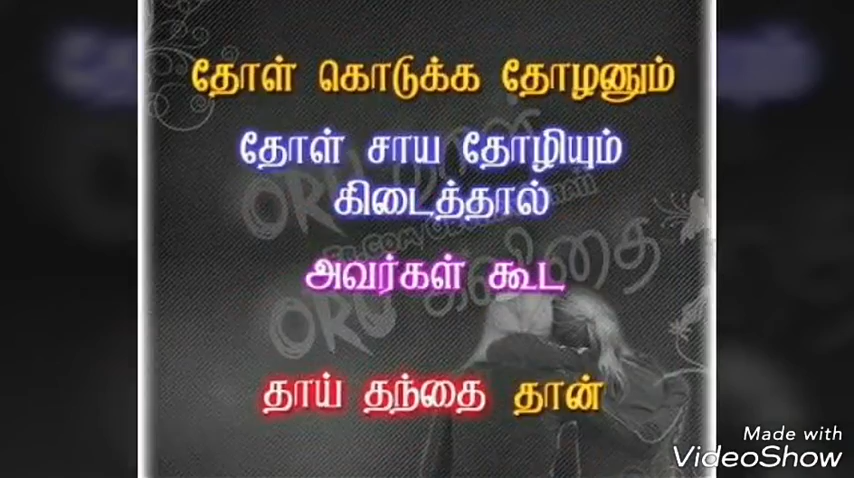 தோள் கொடுக்க தோழனும்
தோள் சாய தோழியும்
கிடைத்தால்
அவர்கள் கூட
தாய் தந்தை தான்
Made with
VideoShow